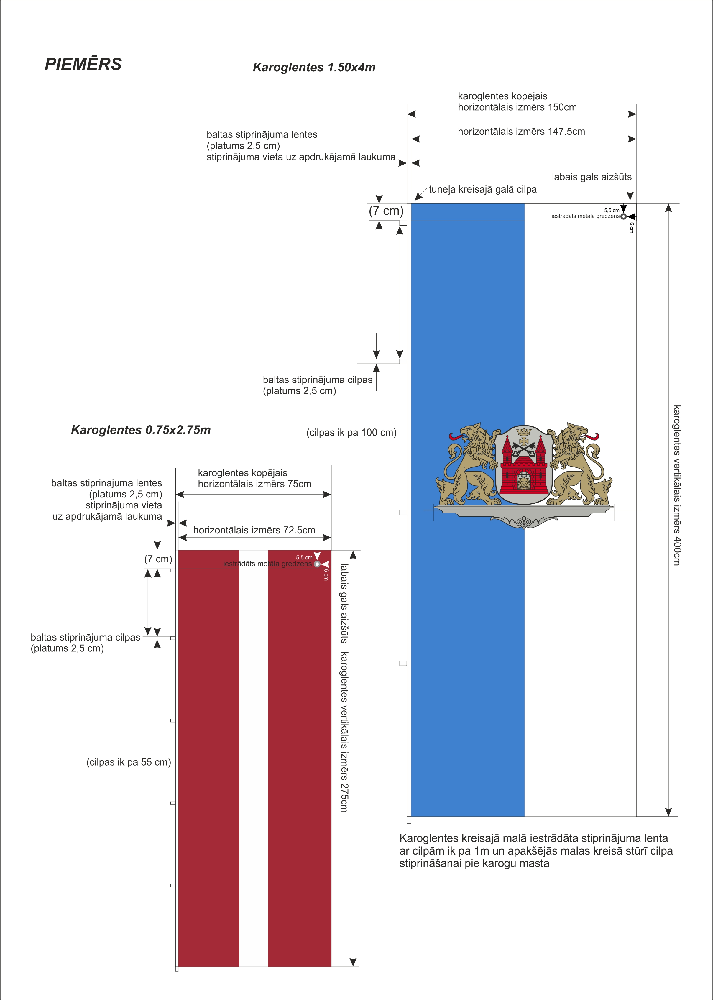 PIEMĒRS
Karoglentes 1.50x4m
karoglentes kopējais
horizontālais izmērs 150cm
horizontālais izmērs 147.5cm
baltas stiprinājuma lentes
(platums 2,5 cm)
stiprinājuma vieta uz apdrukājamā laukuma
labais gals aizšūts
tuneļa kreisajā galā cilpa
(7 cm)
5,5 cm
iestrādāts metāla gredzens
6 cm
baltas stiprinājuma cilpas
(platums 2,5 cm)
(cilpas ik pa 100 cm)
karoglentes vertikālais izmērs 400cm
Karoglentes 0.75x2.75m
karoglentes kopējais
horizontālais izmērs 75cm
baltas stiprinājuma lentes
(platums 2,5 cm)
stiprinājuma vieta
uz apdrukājamā laukuma
horizontālais izmērs 72.5cm
(7 cm)
5,5 cm
iestrādāts metāla gredzens
6 cm
labais gals aizšūts
karoglentes vertikālais izmērs 275cm
baltas stiprinājuma cilpas
(platums 2,5 cm)
(cilpas ik pa 55 cm)
Karoglentes kreisajā malā iestrādāta stiprinājuma lenta
ar cilpām ik pa 1m un apakšējās malas kreisā stūrī cilpa
stiprināšanai pie karogu masta